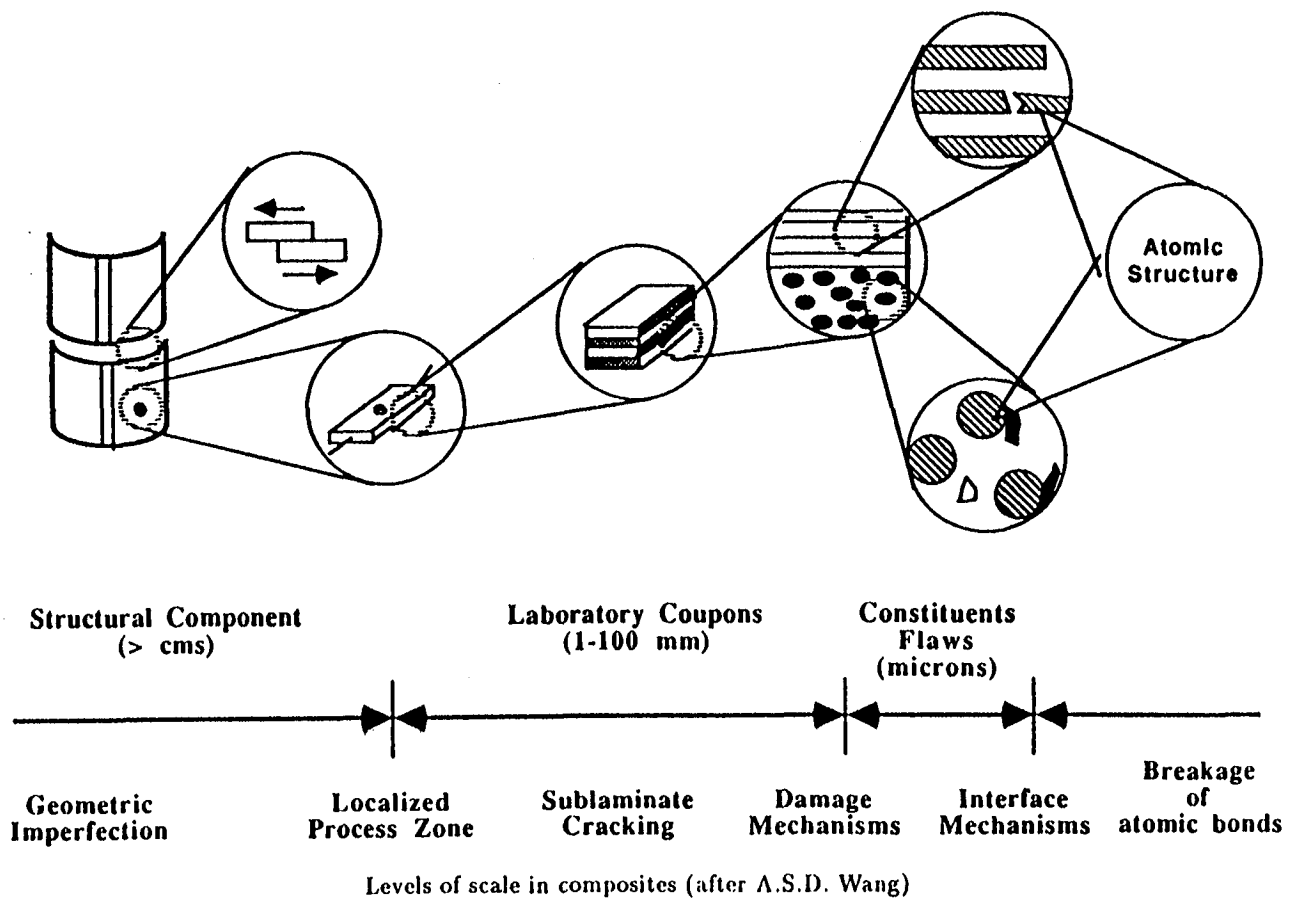 Atomic
Structure
Structural Component
(> cms)
Laboratory Coupons
(1-100 mm)
Constituents
Flaws
(microns)
Geometric
Imperfection
Localized
Process Zone
Sublaminate
Cracking
Damage
Mechanisms
Interface
Mechanisms
Breakage
of
atomic bonds
Levels of scale in composites (after A.S.D. Wang)